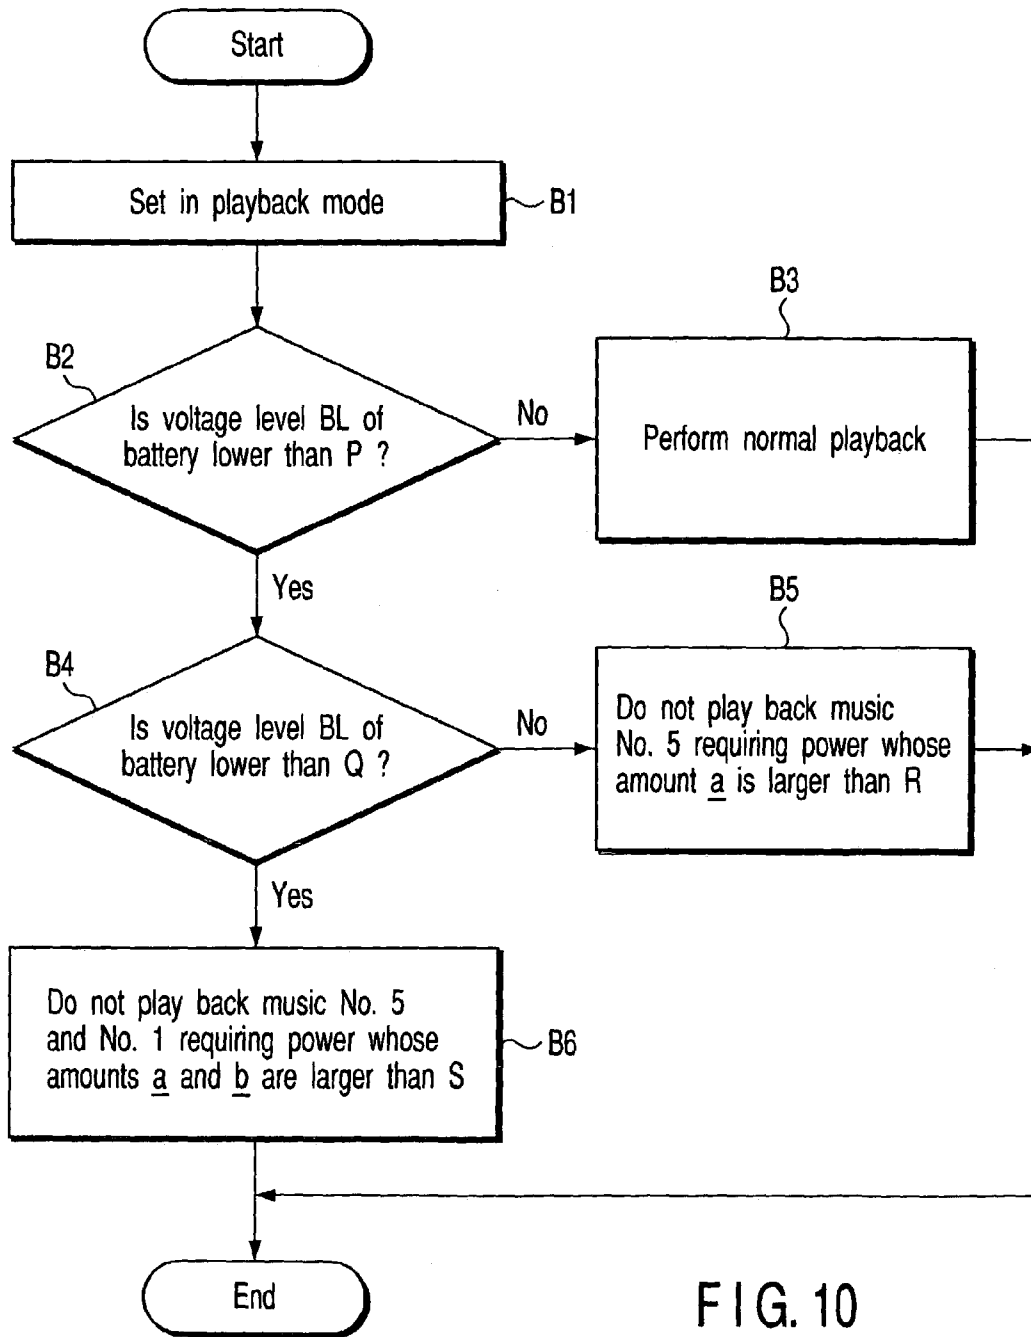 Start
Set in playback mode
B1
B2
Is voltage level BL of
battery lower than P ?
No
B3
Perform normal playback
Yes
B4
Is voltage level BL of
battery lower than Q ?
No
B5
Do not play back music
No. 5 requiring power whose
amount a is larger than R
Yes
Do not play back music No. 5
and No. 1 requiring power whose
amounts a and b are larger than S
B6
End
FIG. 10